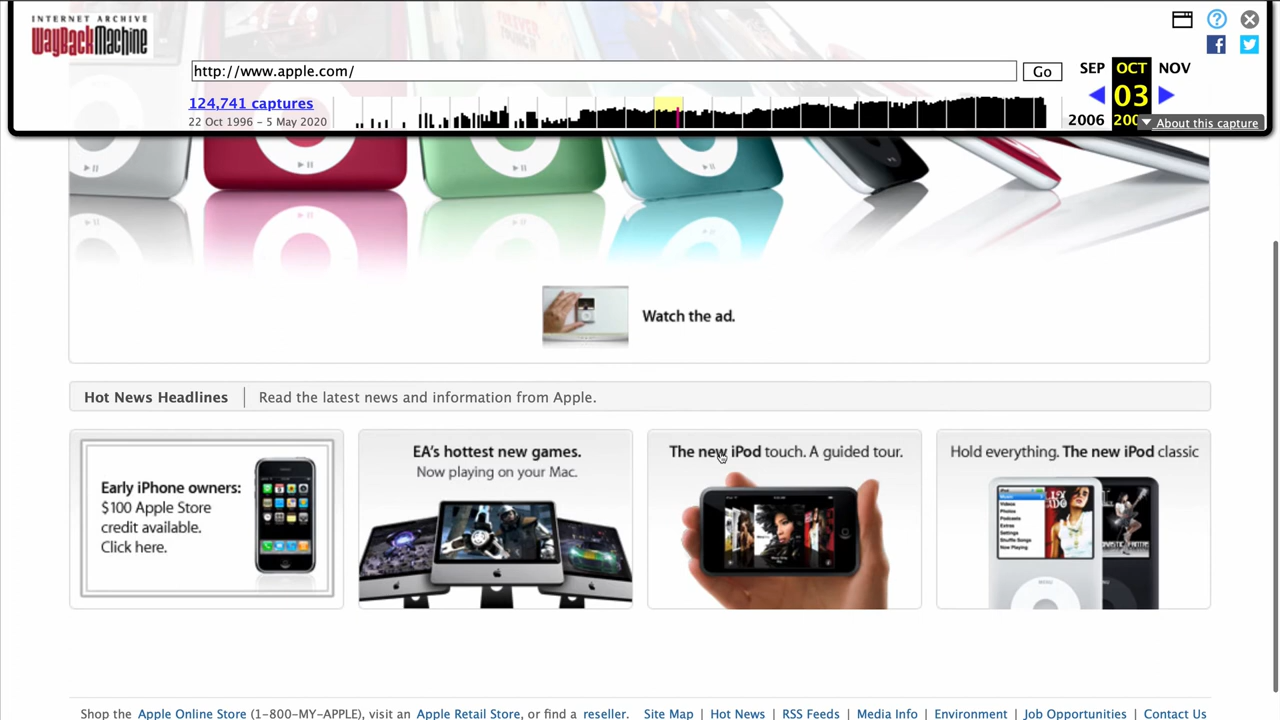 INTERNET ARCHIVE
WayBackMachine
http://www.apple.com/
Go
SEP OCT NOV
03
124,741 captures
22 Oct 1996 – 5 May 2020
2006
About this capture
Watch the ad.
Hot News Headlines
Read the latest news and information from Apple.
Early iPhone owners:
$100 Apple Store
credit available.
Click here.
EA's hottest new games.
Now playing on your Mac.
The new iPod touch. A guided tour.
Hold everything. The new iPod classic
MENU
Shop the Apple Online Store (1-800-MY-APPLE), visit an Apple Retail Store, or find a reseller.
Site Map | Hot News | RSS Feeds | Media Info | Environment | Job Opportunities | Contact Us